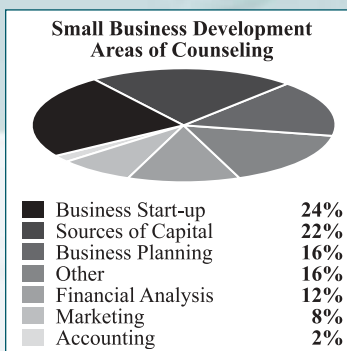 Small Business Development
Areas of Counseling
Business Start-up 24%
Sources of Capital 22%
Business Planning 16%
Other 16%
Financial Analysis 12%
Marketing 8%
Accounting 2%